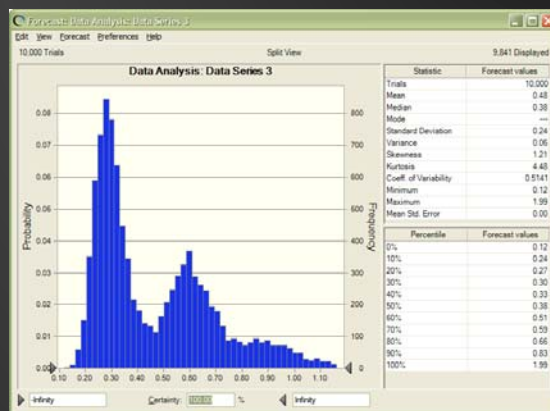 Forecast: Data Analysis: Data Series 3
Edit View Forecast Preferences Help
10,000 Trials
Split View
9,841 Displayed
Data Analysis: Data Series 3
Probability
0.08
0.07
0.06
0.05
0.04
0.03
0.02
0.01
0.00
0.10 0.20 0.30 0.40 0.50 0.60 0.70 0.80 0.90 1.00 1.10
Frequency
800
700
600
500
400
300
200
100
0
Statistic Forecast values
Trials 10,000
Mean 0.48
Median 0.38
Mode ---
Standard Deviation 0.24
Variance 0.06
Skewness 1.21
Kurtosis 4.48
Coeff. of Variability 0.5141
Minimum 0.12
Maximum 1.99
Mean Std. Error 0.00
Percentile Forecast values
0% 0.12
10% 0.24
20% 0.27
30% 0.30
40% 0.33
50% 0.38
60% 0.51
70% 0.59
80% 0.66
90% 0.83
100% 1.99
-Infinity Certainty: 100.00 % Infinity